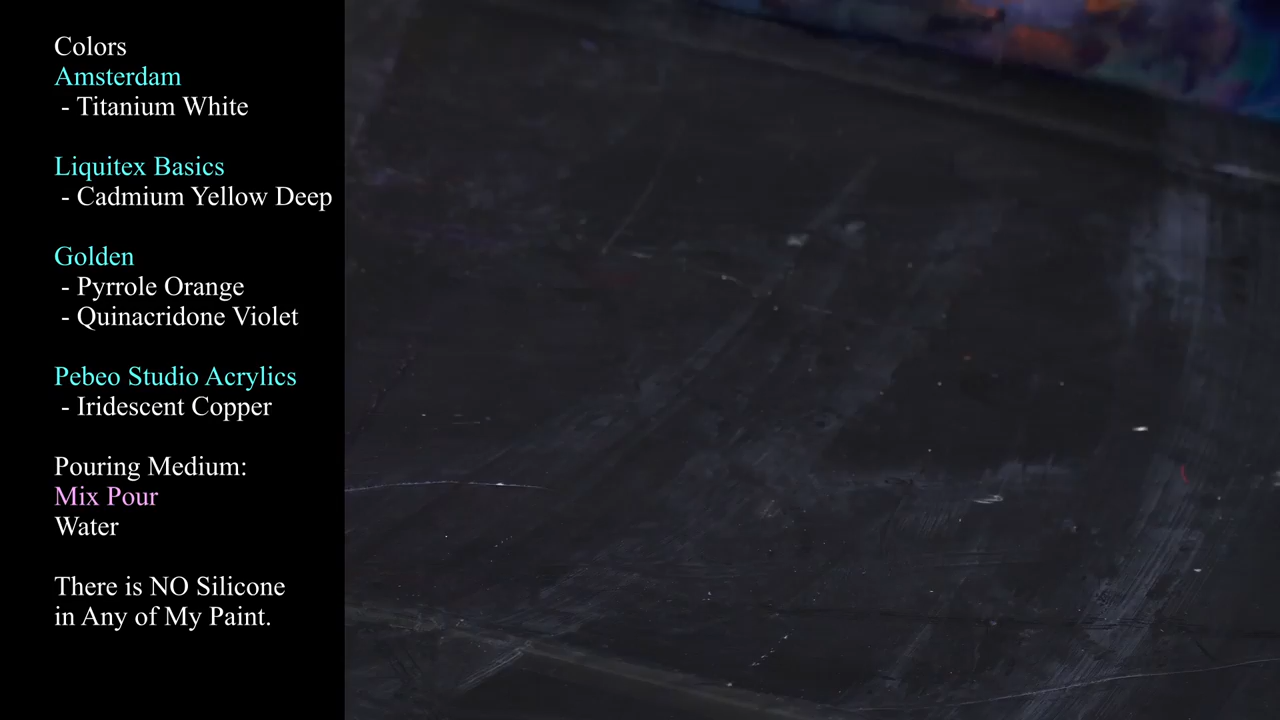 Colors
Amsterdam
- Titanium White
Liquitex Basics
- Cadmium Yellow Deep
Golden
- Pyrrole Orange
- Quinacridone Violet
Pebeo Studio Acrylics
- Iridescent Copper
Pouring Medium:
Mix Pour
Water
There is NO Silicone
in Any of My Paint.